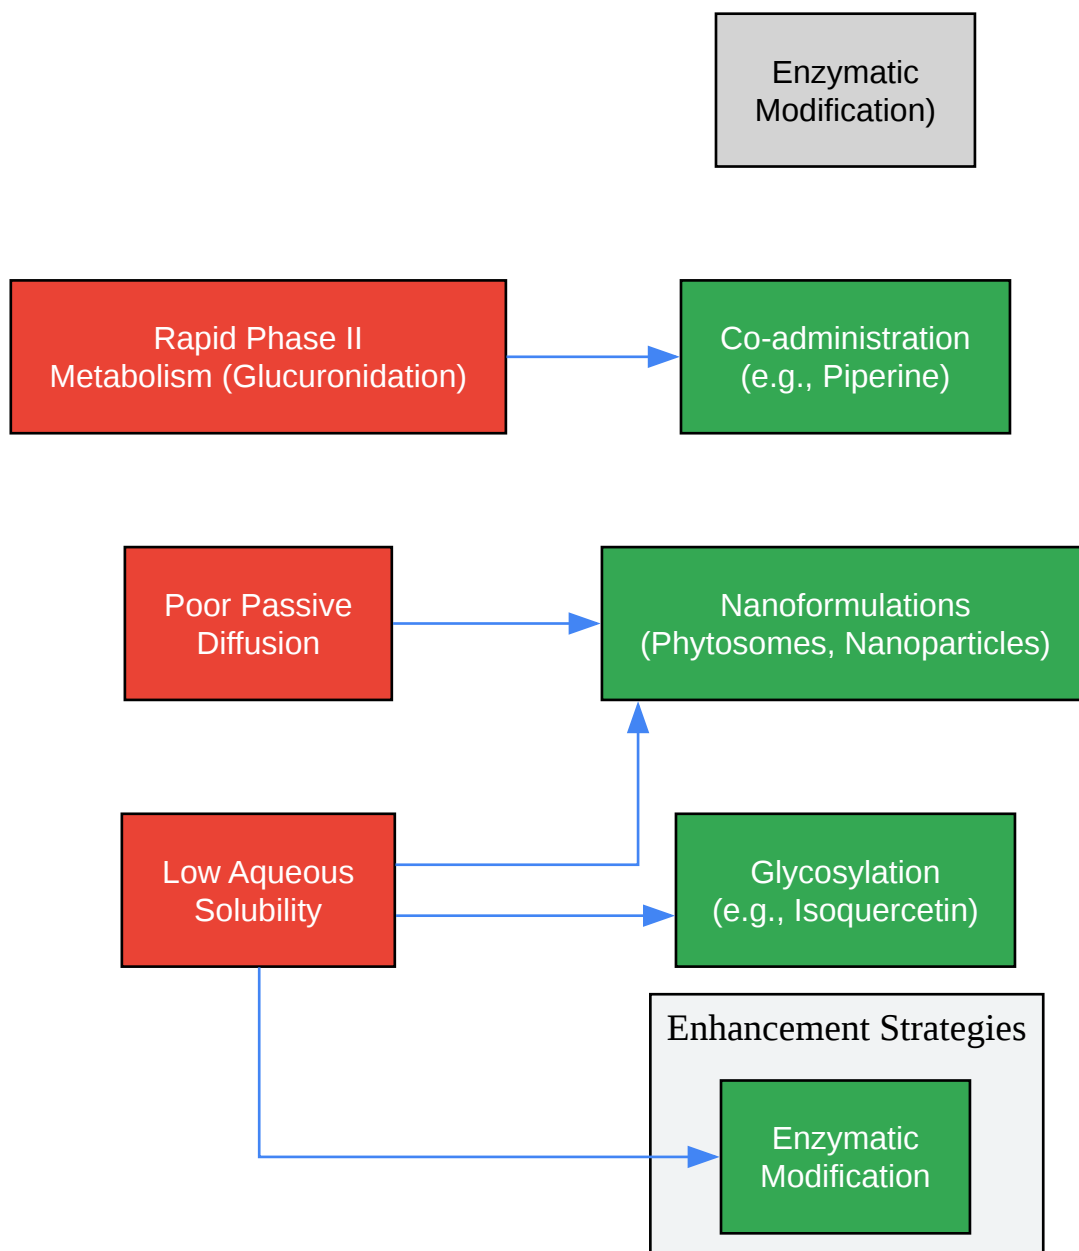 Enzymatic
Modification)
Rapid Phase II
Metabolism (Glucuronidation)
Co-administration
(e.g., Piperine)
Poor Passive
Diffusion
Nanoformulations
(Phytosomes, Nanoparticles)
Low Aqueous
Solubility
Glycosylation
(e.g., Isoquercetin)
Enhancement Strategies
Enzymatic
Modification